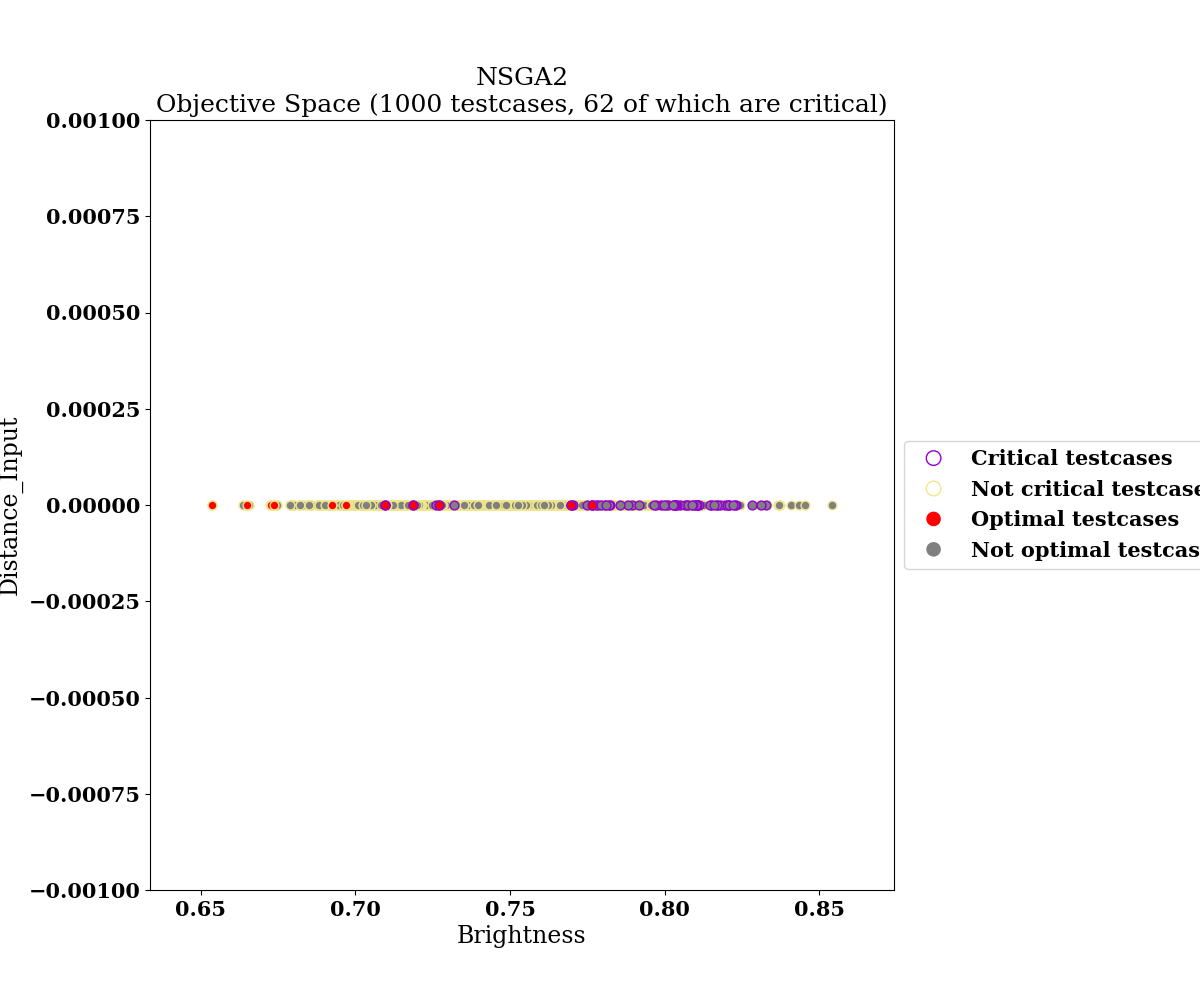 NSGA2
Objective Space (1000 testcases, 62 of which are critical)
0.00100
0.00075
0.00050
0.00025
0.00000
−0.00025
−0.00050
−0.00075
−0.00100
Distance_Input
0.65 0.70 0.75 0.80 0.85
Brightness
Critical testcases
Not critical testcase
Optimal testcases
Not optimal testcas